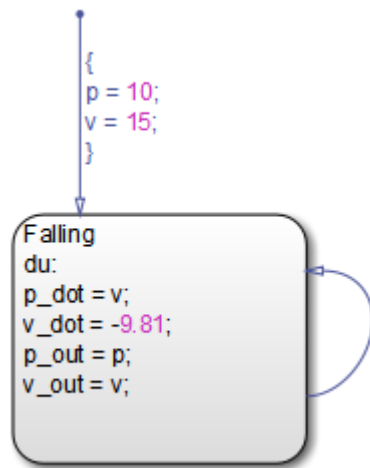 {
p = 10;
v = 15;
}
Falling
du:
p_dot = v;
v_dot = -9.81;
p_out = p;
v_out = v;